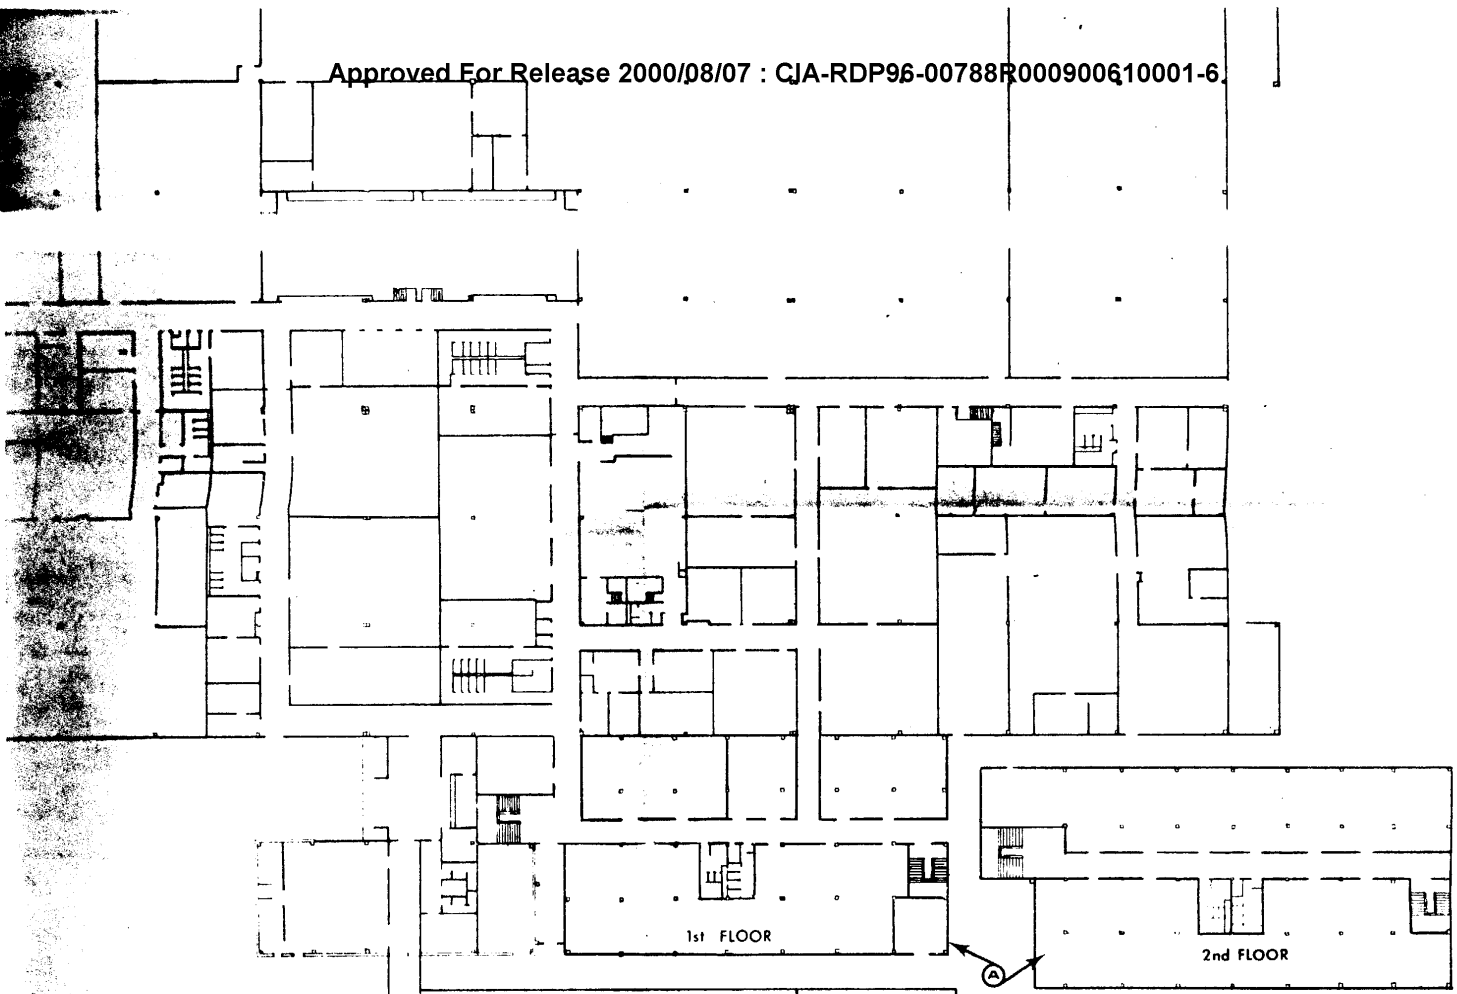 Approved For Release 2000/08/07 : CIA-RDP96-00788R000900610001-6
1st FLOOR
2nd FLOOR
A